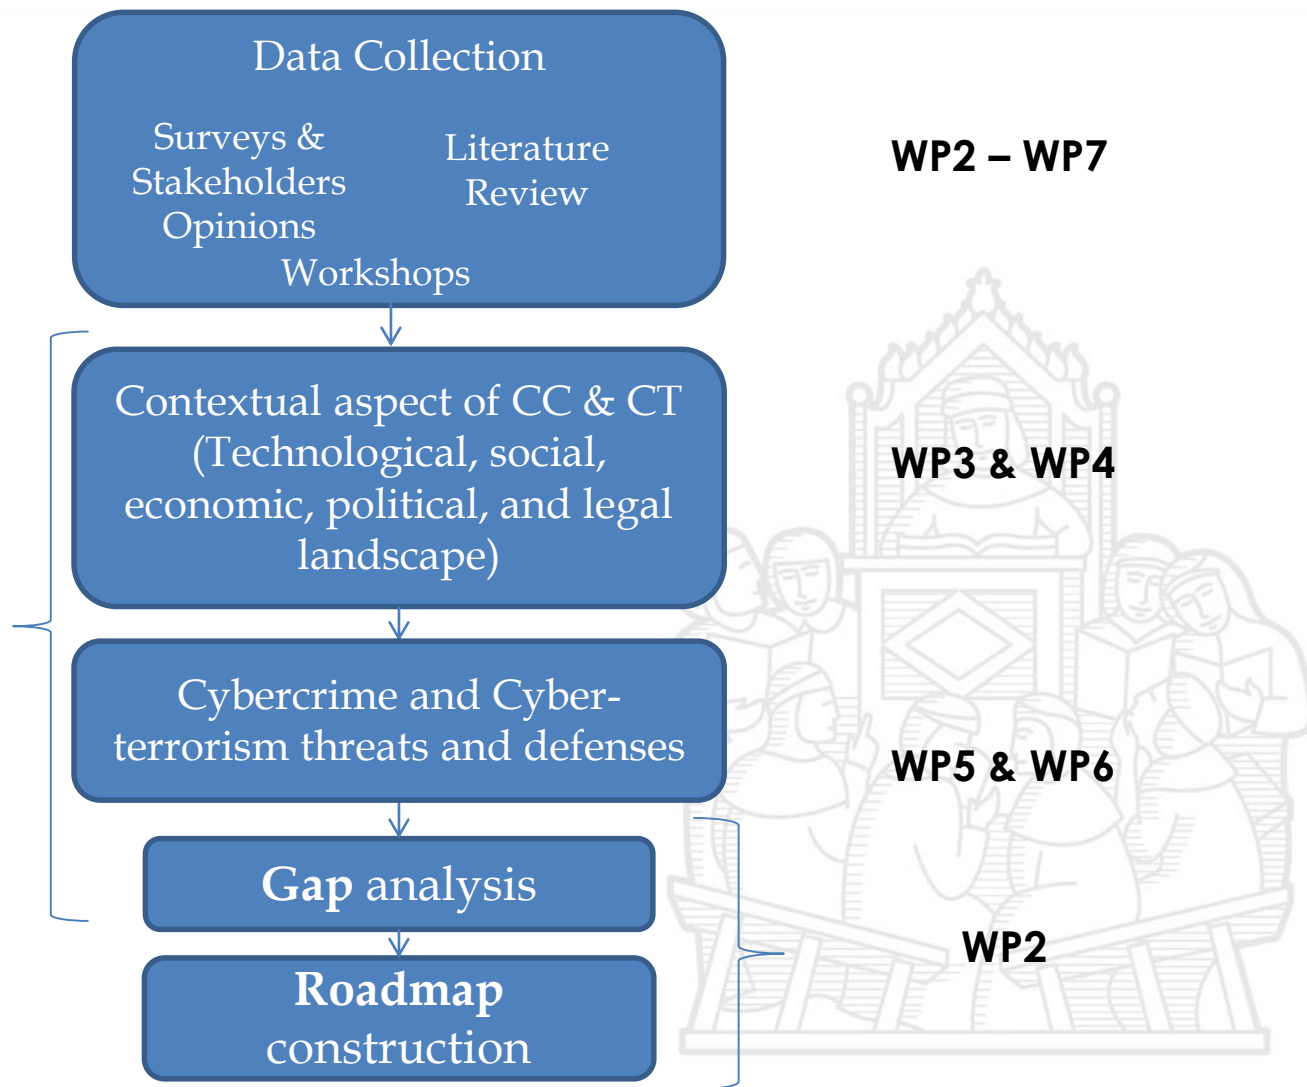 Data Collection
Surveys &
Stakeholders
Opinions
Literature
Review
Workshops
WP2 – WP7
Contextual aspect of CC & CT
(Technological, social,
economic, political, and legal
landscape)
WP3 & WP4
Cybercrime and Cyber-
terrorism threats and defenses
WP5 & WP6
Gap analysis
WP2
Roadmap
construction